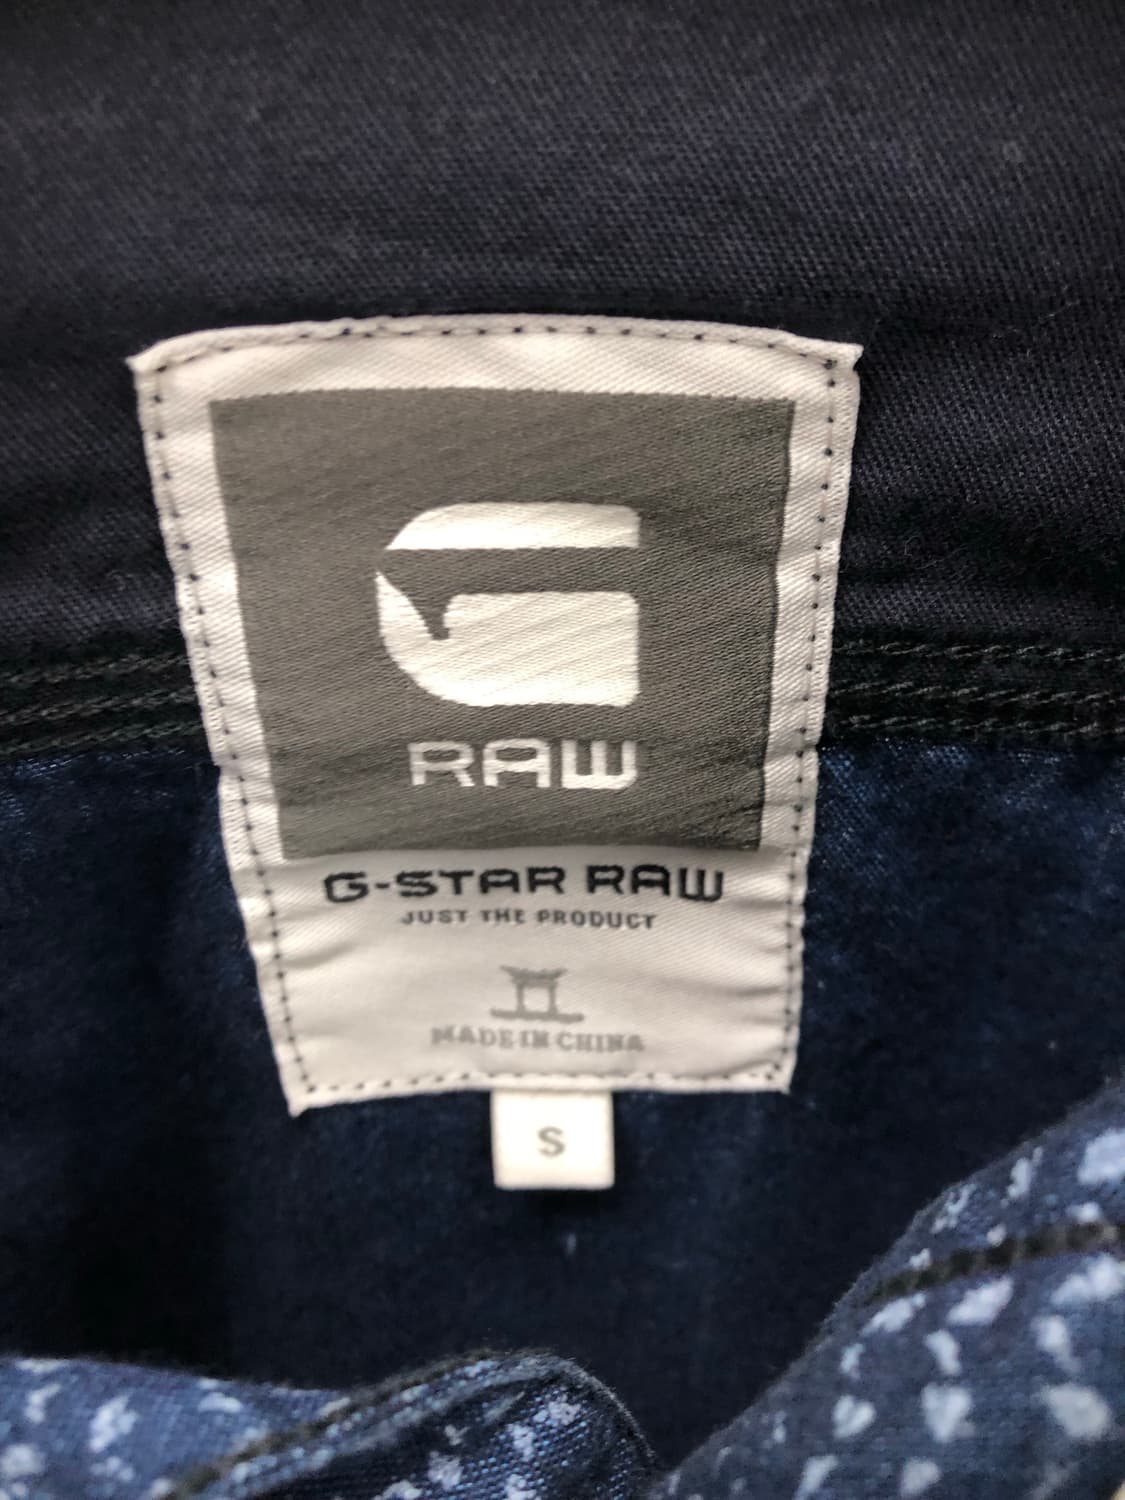 G
RAW
G-STAR RAW
JUST THE PRODUCT
MADE IN CHINA
S